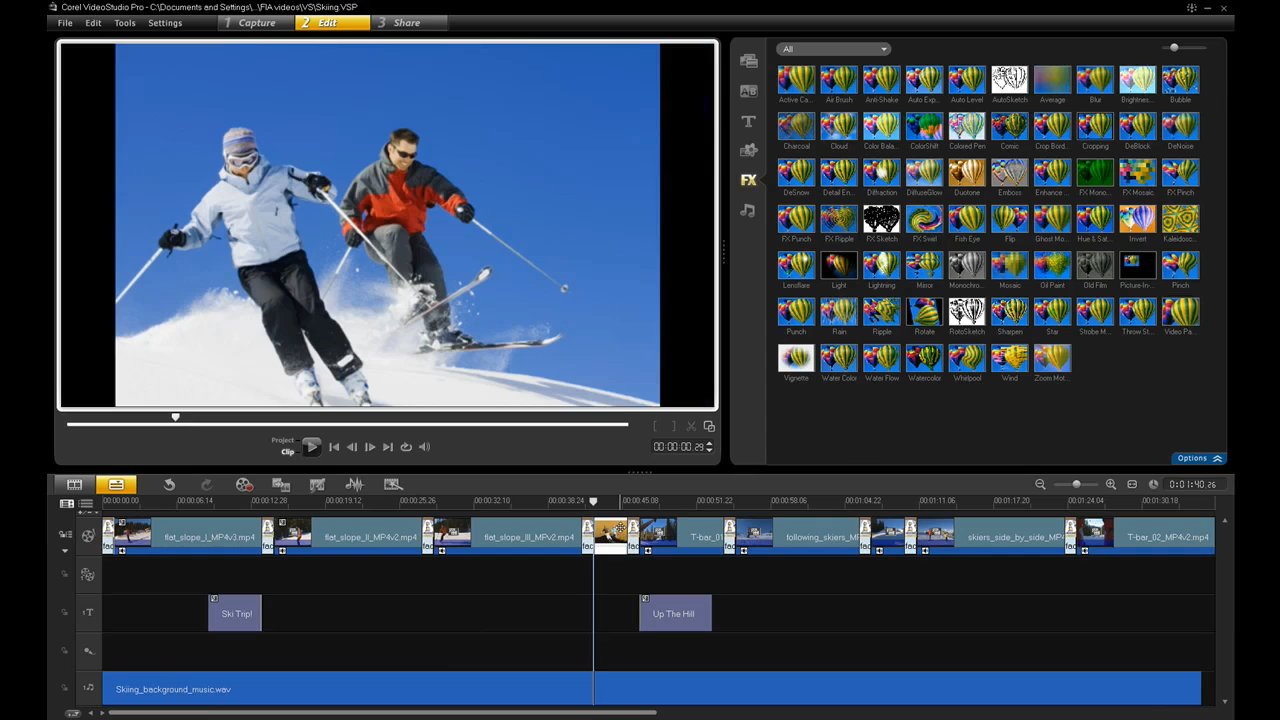 Corel VideoStudio Pro - C:\Documents and Settings\...\FIA videos\VS\Skiing.VSP
File Edit Tools Settings 1 Capture 2 Edit 3 Share
All
Active Ca... Air Brush Anti-Shake Auto Exp... Auto Level AutoSketch Average Blur Brightnes... Bubble
Charcoal Cloud Color Bala... ColorShift Colored Pen Comic Crop Bord... Cropping DeBlock DeNoise
DeSnow Detail En... Diffraction DiffuseGlow Duotone Emboss Enhance ... FX Mono... FX Mosaic FX Pinch
FX Punch FX Ripple FX Sketch FX Swirl Fish Eye Flip Ghost Mo... Hue & Sat... Invert Kaleidosc...
Lensflare Light Lightning Mirror Monochro... Mosaic Oil Paint Old Film Picture-In-... Pinch
Punch Rain Ripple Rotate RotoSketch Sharpen Star Strobe M... Throw St... Video Pa...
Vignette Water Color Water Flow Watercolor Whirlpool Wind Zoom Mot...
FX
Project
Clip
00:00:00.29
Options
0:01:40.26
00:00:00.00 00:00:06.14 00:00:12.28 00:00:19.12 00:00:25.26 00:00:32.10 00:00:38.24 00:00:45.08 00:00:51.22 00:00:58.06 00:01:04.22 00:01:11.06 00:01:17.20 00:01:24.04 00:01:30.18
flat_slope_I_MP4v3.mp4 flat_slope_II_MP4v2.mp4 flat_slope_III_MPv2.mp4 T-bar_01 following_skiers_M skiers_side_by_side_MP T-bar_02_MP4v2.mp4
Ski Trip! Up The Hill
Skiing_background_music.wav